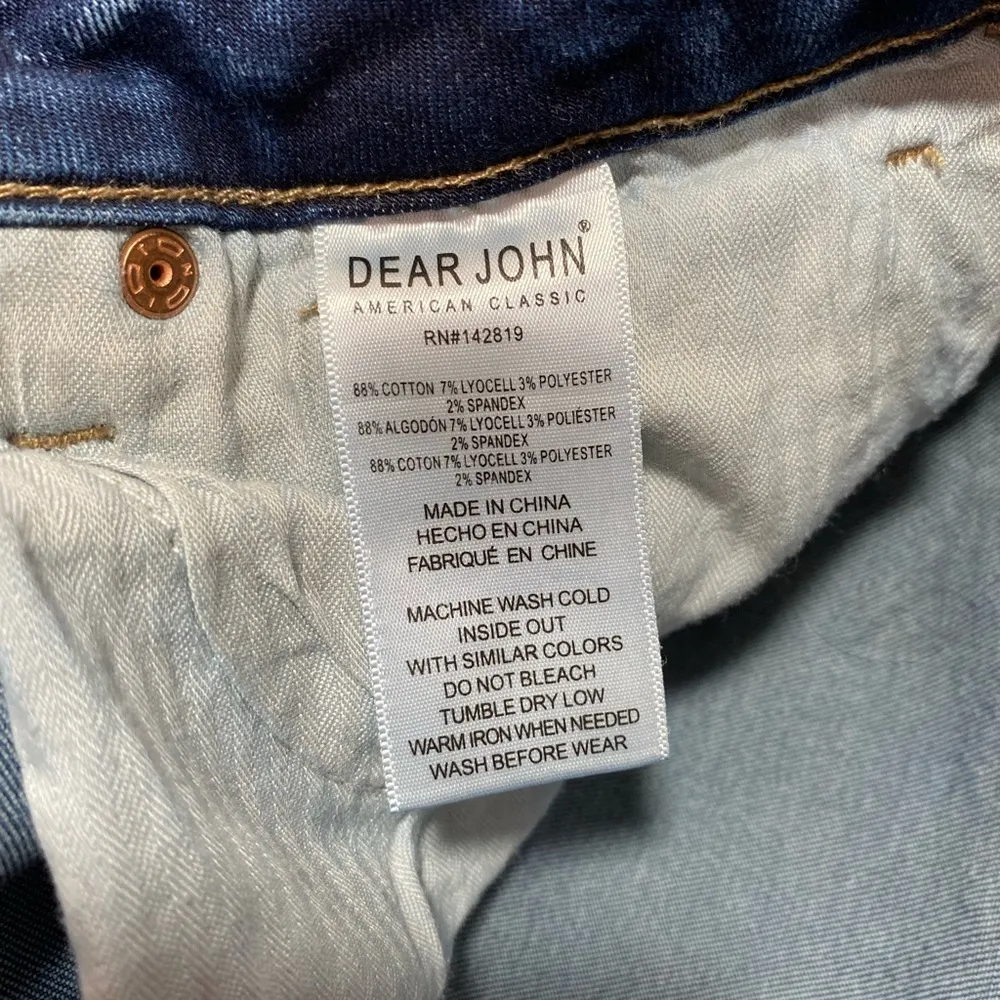 DEAR JOHN®
AMERICAN CLASSIC
RN#142819
88% COTTON 7% LYOCELL 3% POLYESTER
2% SPANDEX
88% ALGODÓN 7% LYOCELL 3% POLIÉSTER
2% SPANDEX
88% COTON 7% LYOCELL 3% POLYESTER
2% SPANDEX
MADE IN CHINA
HECHO EN CHINA
FABRIQUÉ EN CHINE
MACHINE WASH COLD
INSIDE OUT
WITH SIMILAR COLORS
DO NOT BLEACH
TUMBLE DRY LOW
WARM IRON WHEN NEEDED
WASH BEFORE WEAR